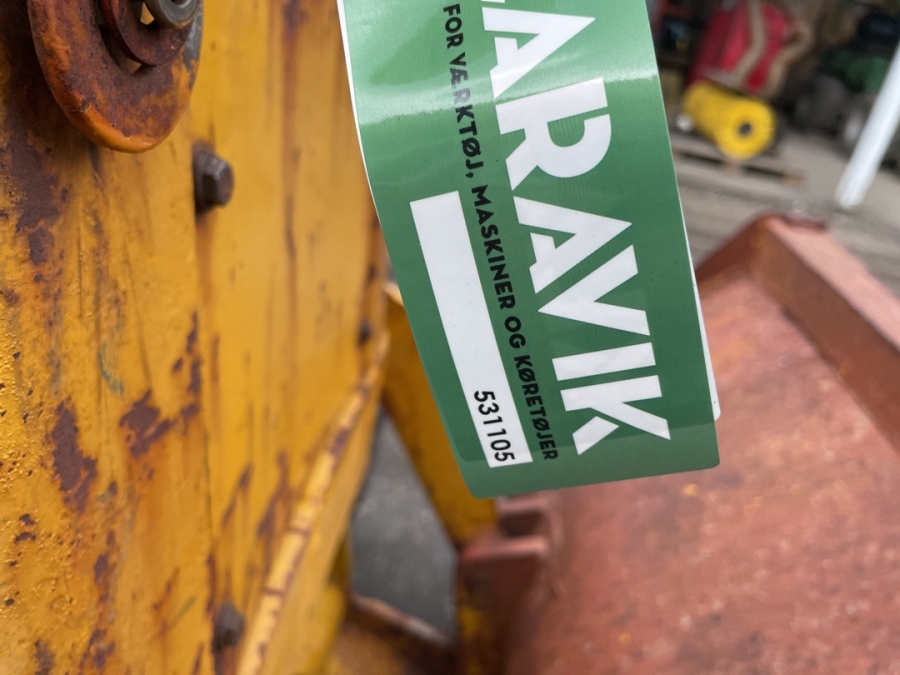 ARAVIK
FOR VÆRKTØJ, MASKINER OG KØRETØJER
531105